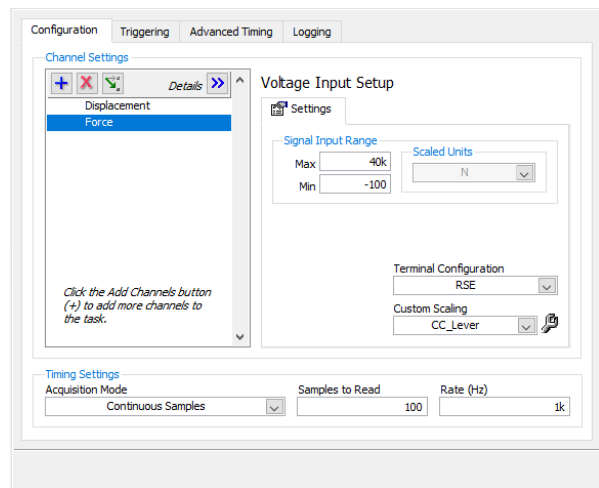 Configuration Triggering Advanced Timing Logging
Channel Settings
Details
Displacement
Force
Click the Add Channels button
(+) to add more channels to
the task.
Voltage Input Setup
Settings
Signal Input Range
Max 40k
Min -100
Scaled Units
N
Terminal Configuration
RSE
Custom Scaling
CC_Lever
Timing Settings
Acquisition Mode Samples to Read Rate (Hz)
Continuous Samples 100 1k